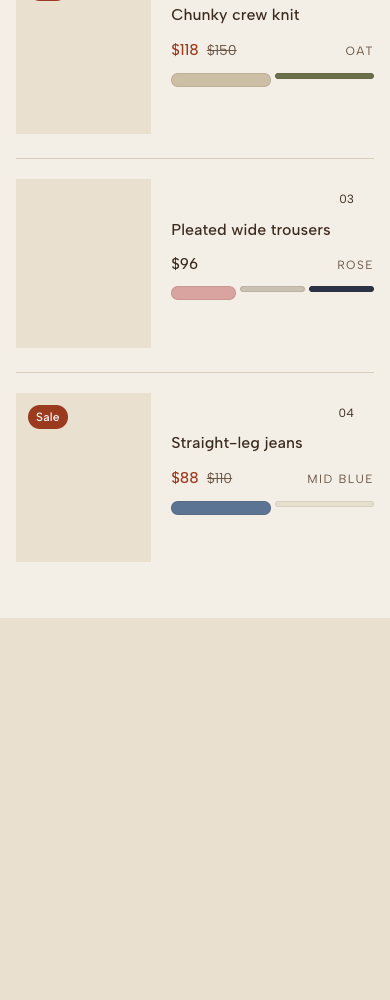 Chunky crew knit
$118 $150 OAT
03
Pleated wide trousers
$96 ROSE
Sale
04
Straight-leg jeans
$88 $110 MID BLUE